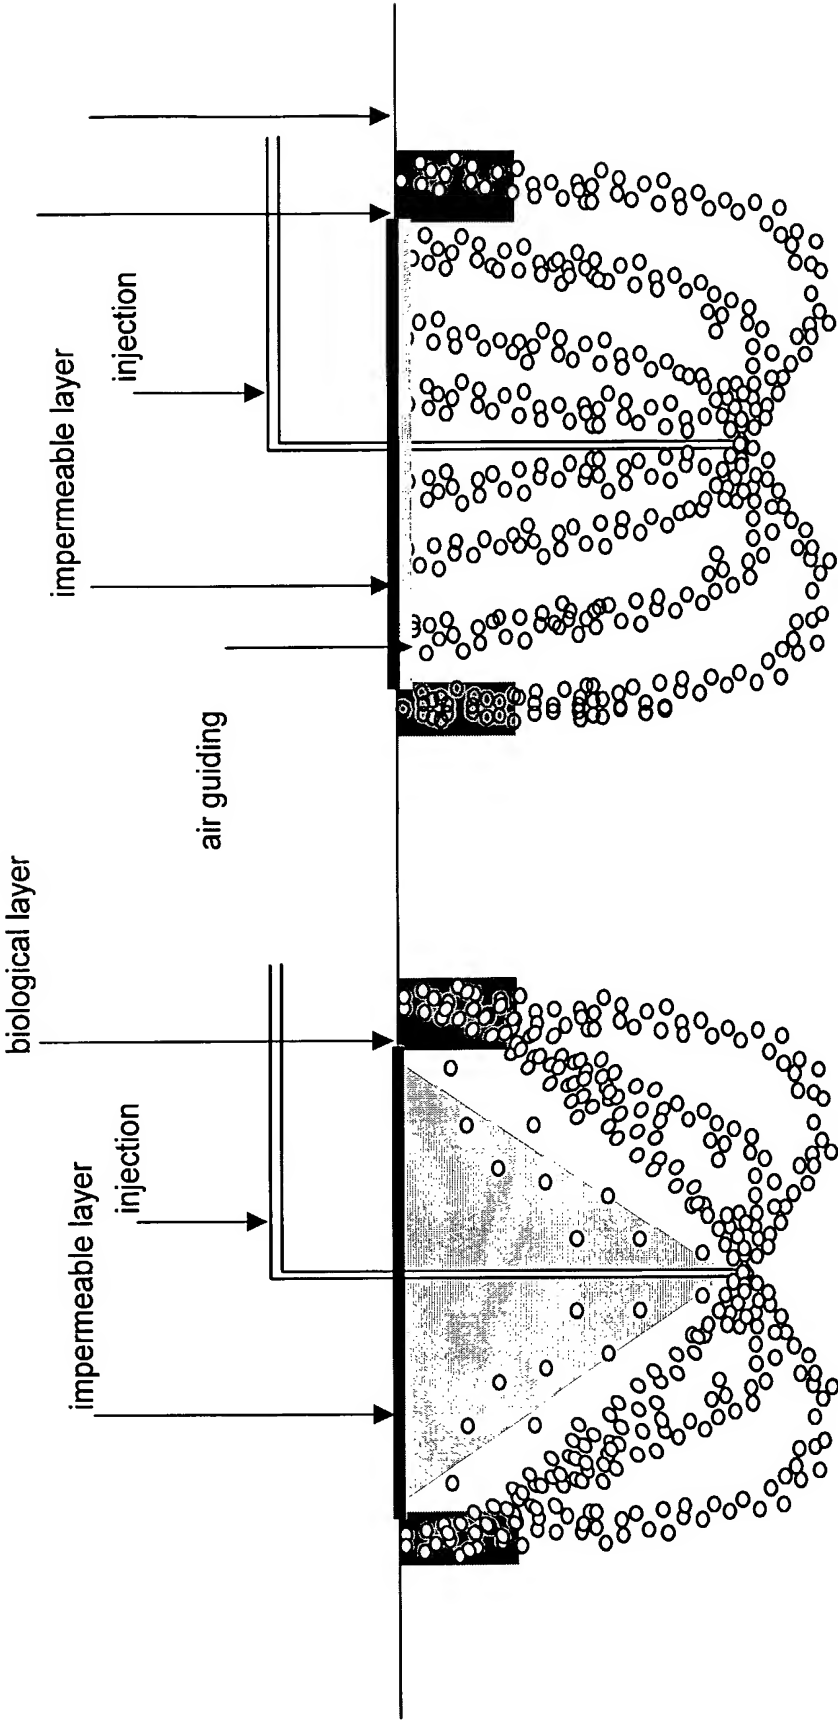 biological layer
impermeable layer
injection
impermeable layer
injection
air guiding